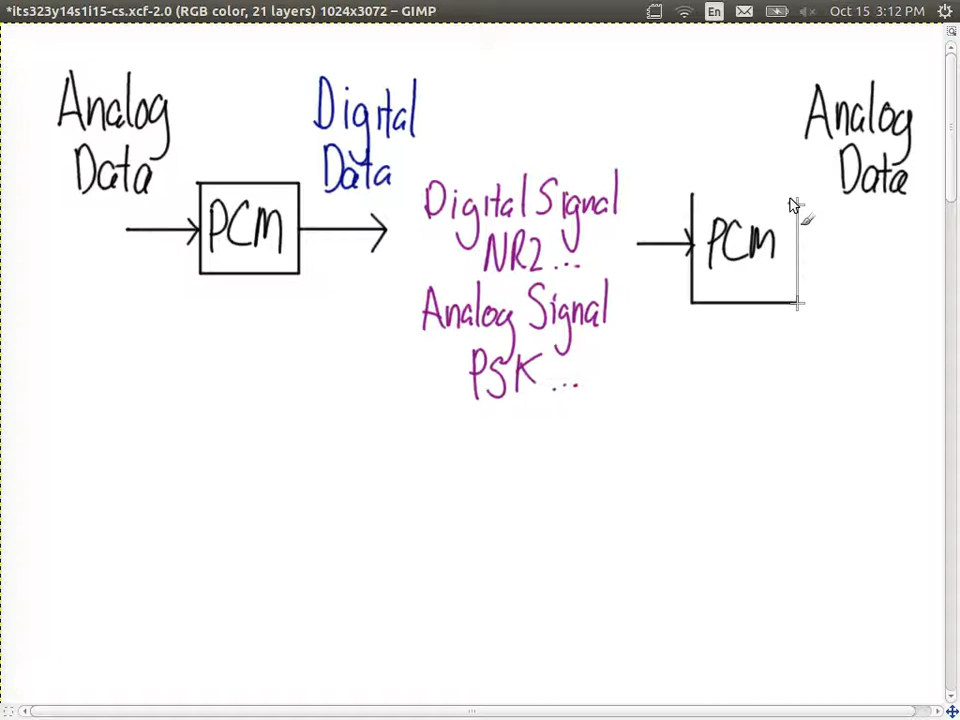 *its323y14s1l15-cs.xcf-2.0 (RGB color, 21 layers) 1024x3072 – GIMP
En
Oct 15 3:12 PM
Analog
Data
PCM
Digital
Data
Digital Signal
NRZ ...
Analog Signal
PSK ...
PCM
Analog
Data